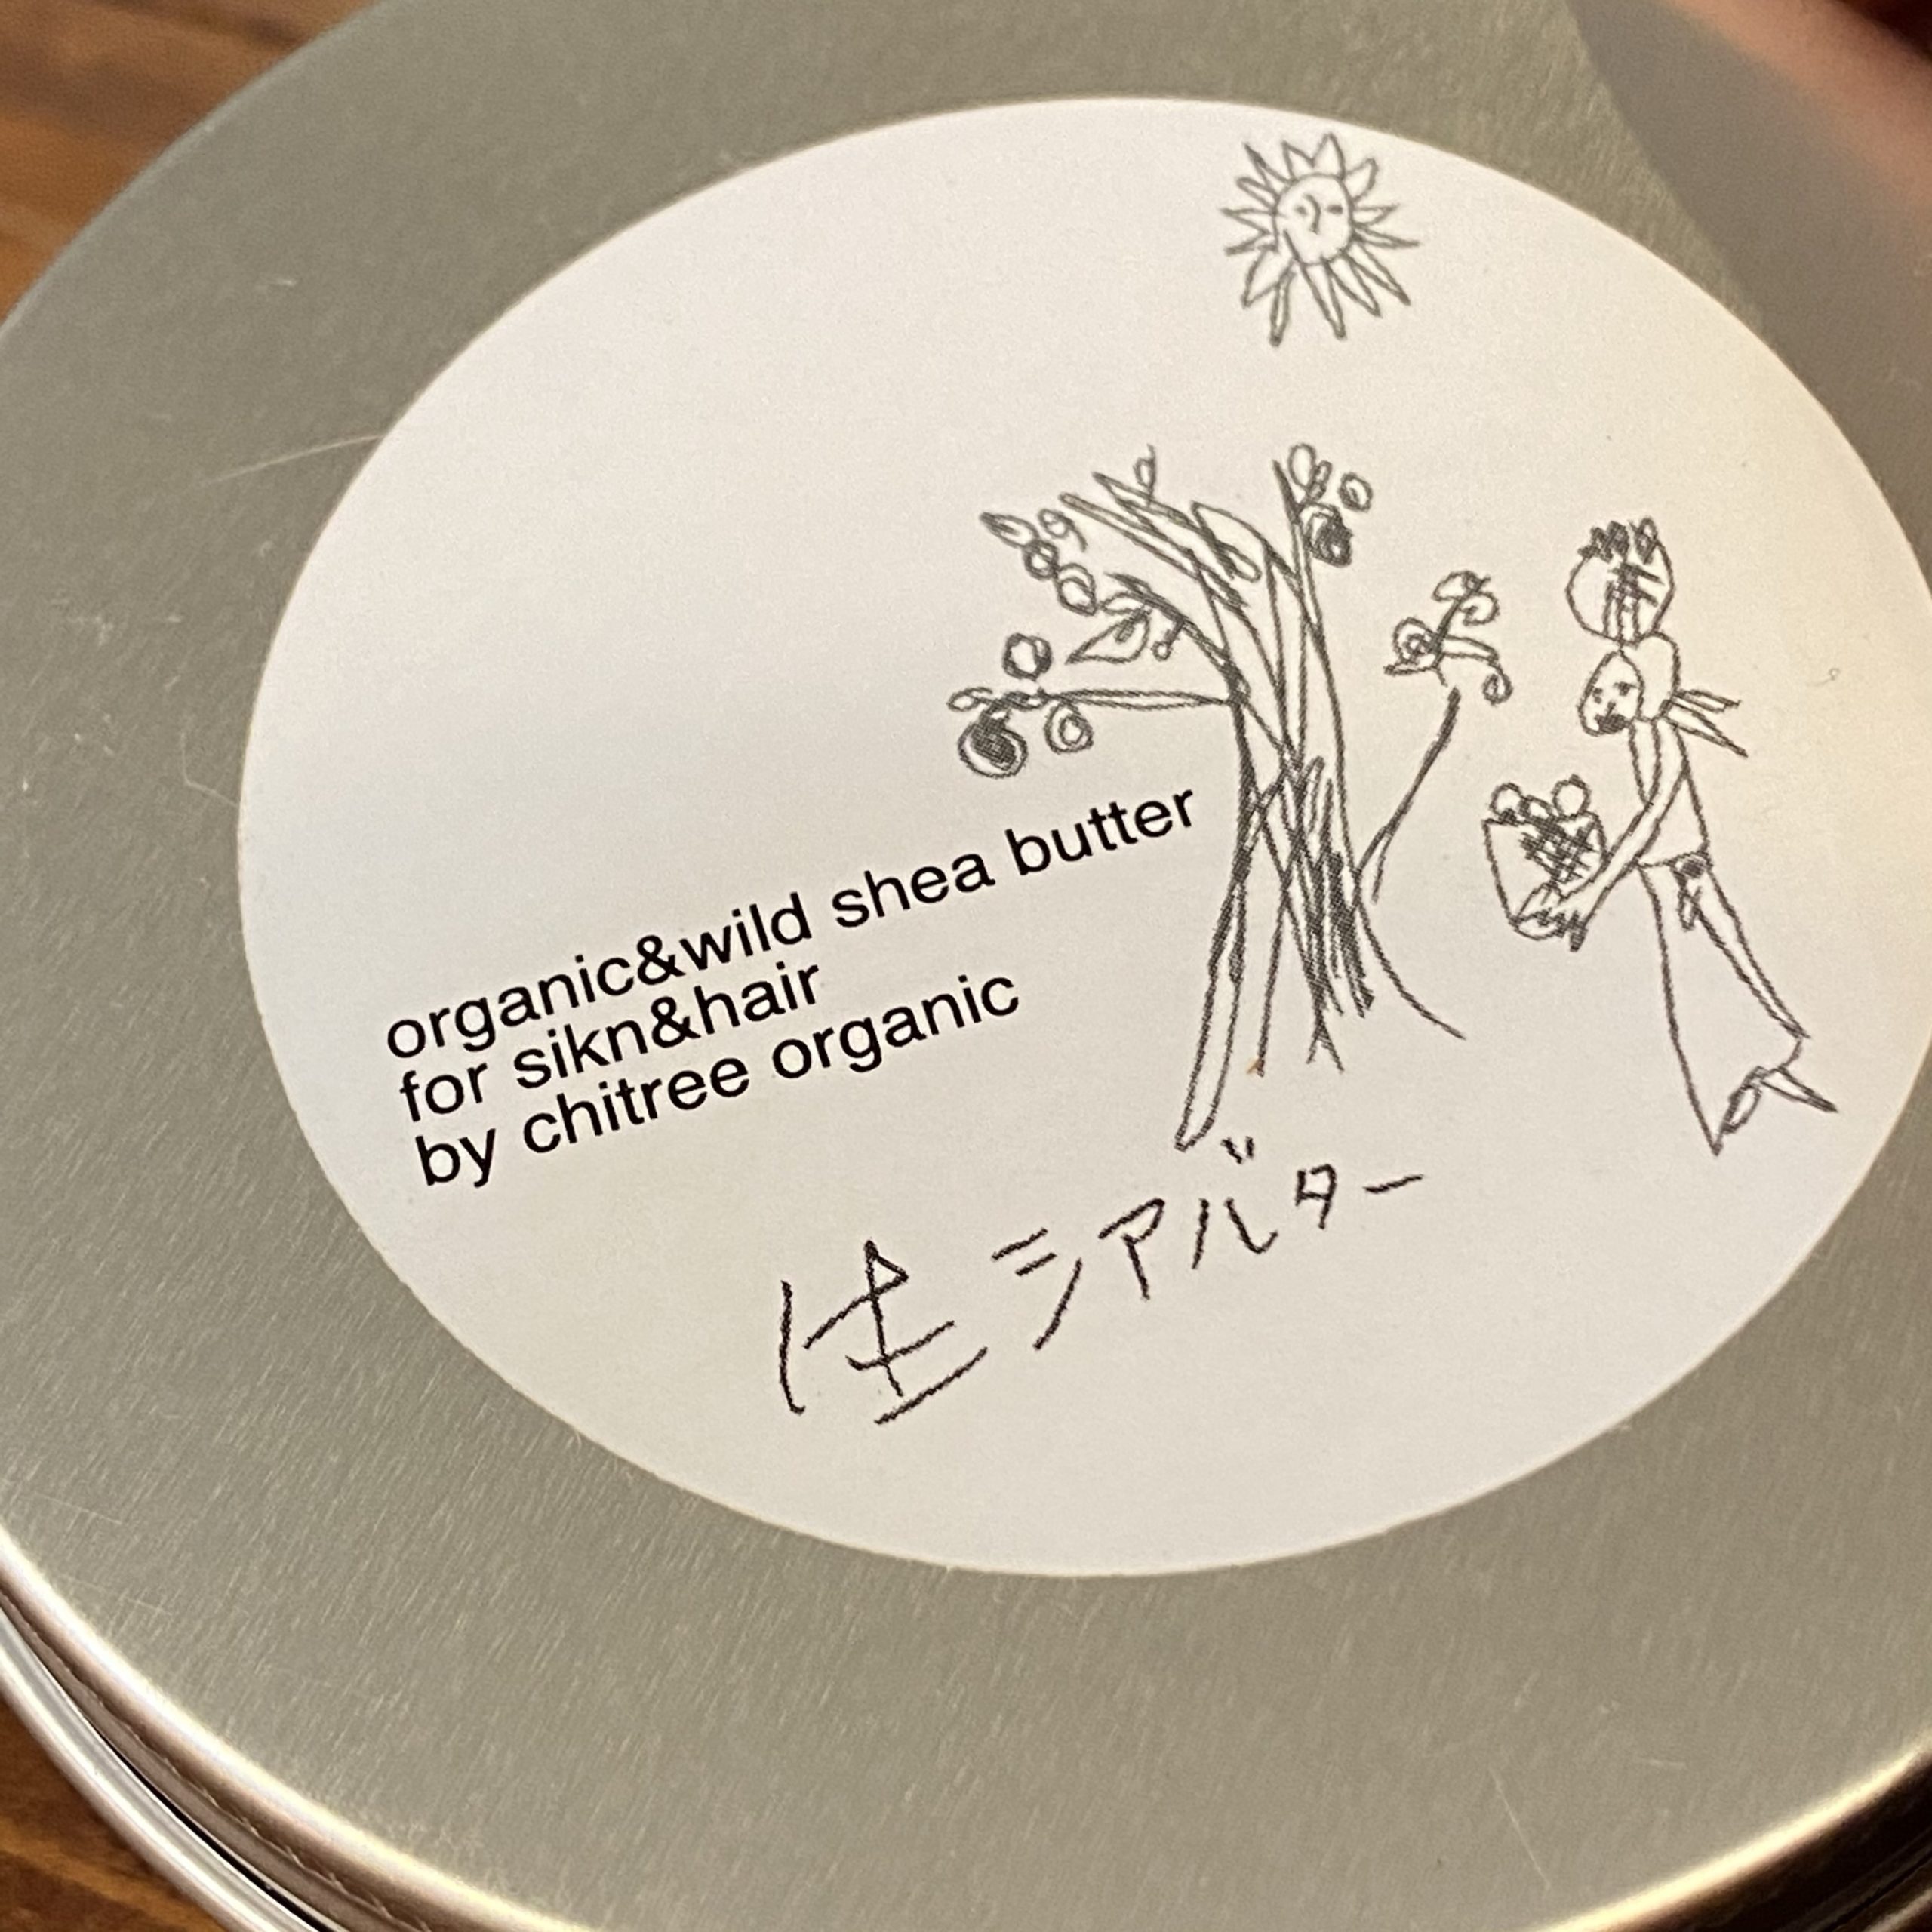 organic&wild shea butter
for sikn&hair
by chitree organic
生シアバター